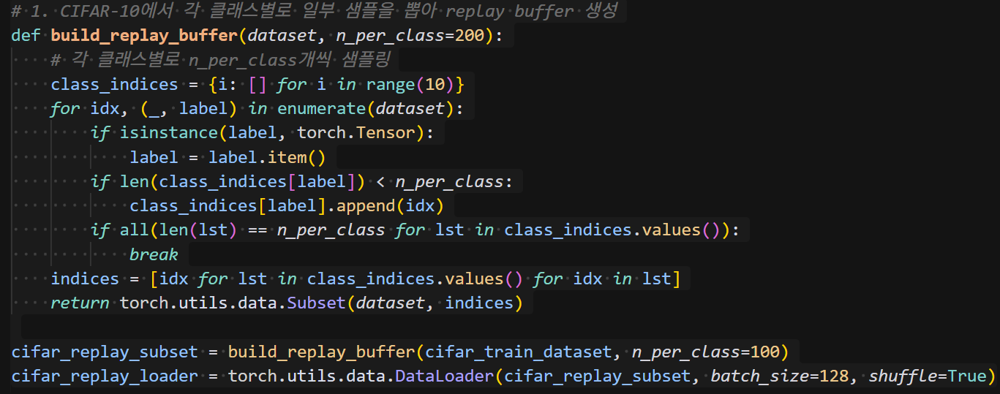 # 1. CIFAR-10에서 각 클래스별로 일부 샘플을 뽑아 replay buffer 생성
def build_replay_buffer(dataset, n_per_class=200):
    # 각 클래스별로 n_per_class개씩 샘플링
    class_indices = {i: [] for i in range(10)}
    for idx, (_, label) in enumerate(dataset):
        if isinstance(label, torch.Tensor):
            label = label.item()
        if len(class_indices[label]) < n_per_class:
            class_indices[label].append(idx)
        if all(len(lst) == n_per_class for lst in class_indices.values()):
            break
    indices = [idx for lst in class_indices.values() for idx in lst]
    return torch.utils.data.Subset(dataset, indices)

cifar_replay_subset = build_replay_buffer(cifar_train_dataset, n_per_class=100)
cifar_replay_loader = torch.utils.data.DataLoader(cifar_replay_subset, batch_size=128, shuffle=True)